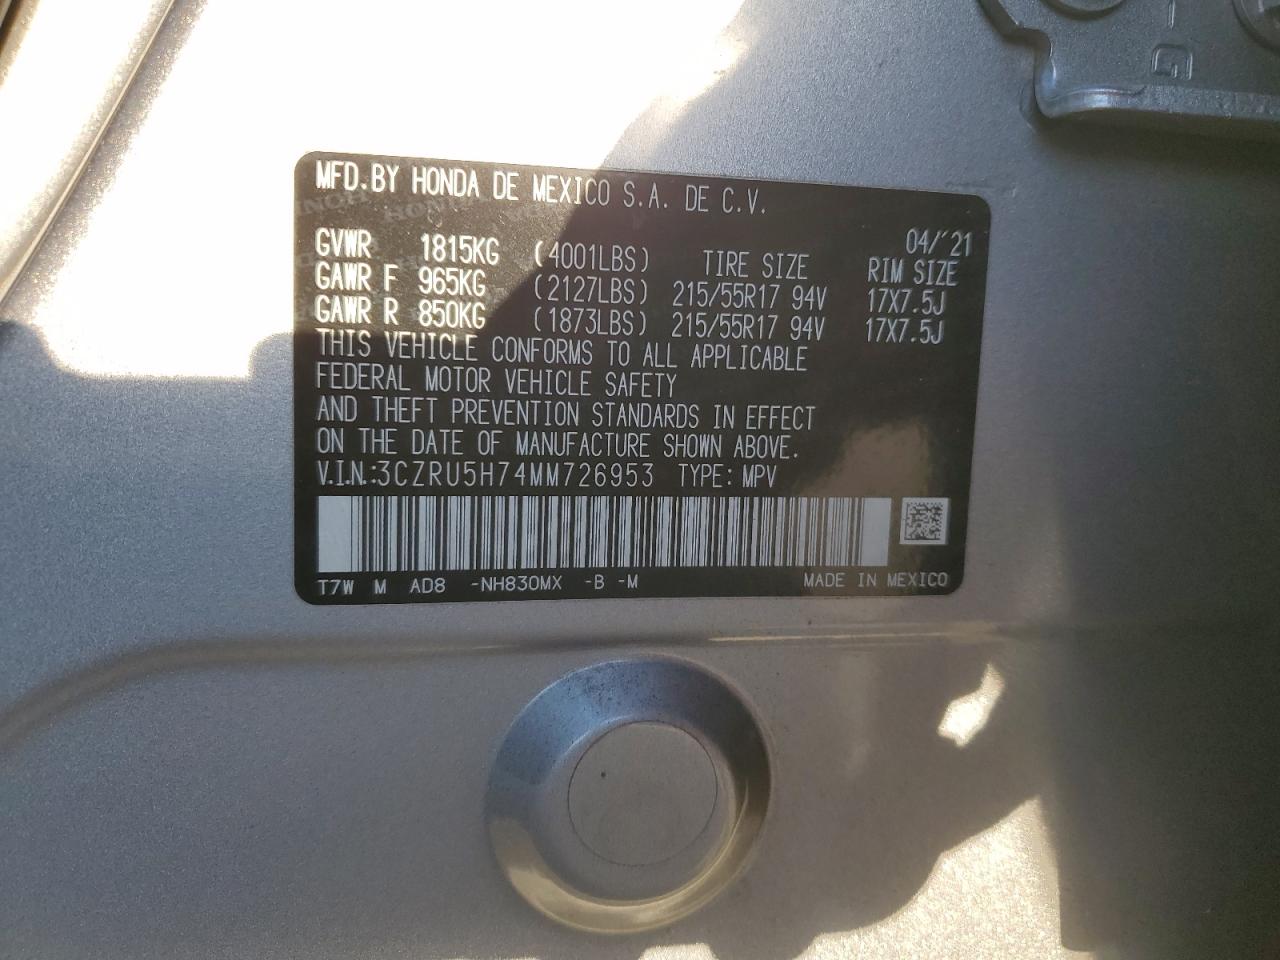 MFD.BY HONDA DE MEXICO S.A. DE C.V.
04/'21
GVWR 1815KG (4001LBS) TIRE SIZE RIM SIZE
GAWR F 965KG (2127LBS) 215/55R17 94V 17X7.5J
GAWR R 850KG (1873LBS) 215/55R17 94V 17X7.5J
THIS VEHICLE CONFORMS TO ALL APPLICABLE
FEDERAL MOTOR VEHICLE SAFETY
AND THEFT PREVENTION STANDARDS IN EFFECT
ON THE DATE OF MANUFACTURE SHOWN ABOVE.
V.I.N.:3CZRU5H74MM726953 TYPE: MPV
T7W M AD8 -NH830MX -B -M MADE IN MEXICO